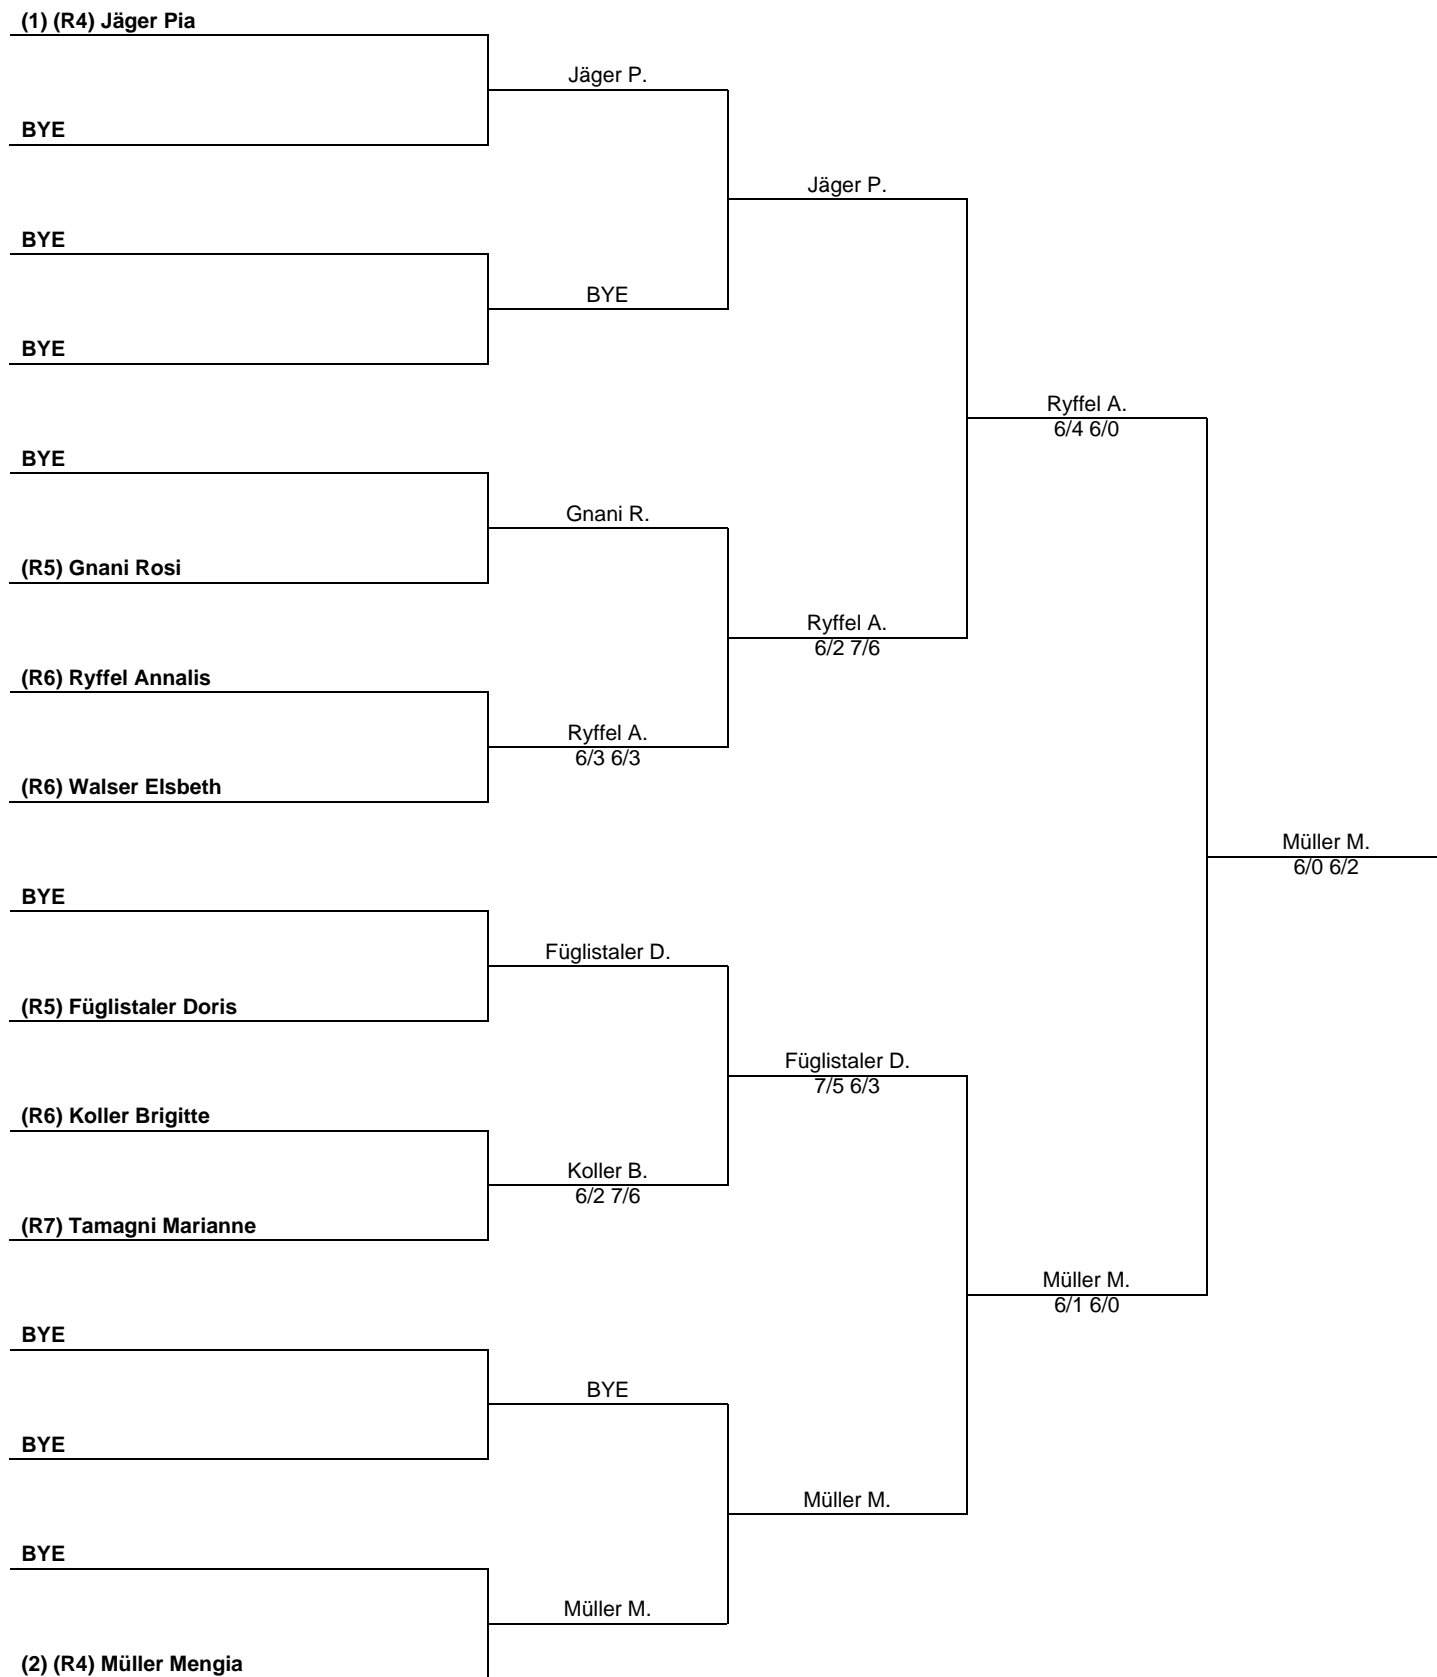 (1) (R4) Jäger Pia
Jäger P.
BYE
Jäger P.
BYE
BYE
BYE
Ryffel A.
6/4 6/0
BYE
Gnani R.
(R5) Gnani Rosi
Ryffel A.
6/2 7/6
(R6) Ryffel Annalis
Ryffel A.
6/3 6/3
(R6) Walser Elsbeth
Müller M.
6/0 6/2
BYE
Füglistaler D.
(R5) Füglistaler Doris
Füglistaler D.
7/5 6/3
(R6) Koller Brigitte
Koller B.
6/2 7/6
(R7) Tamagni Marianne
Müller M.
6/1 6/0
BYE
BYE
BYE
Müller M.
BYE
Müller M.
(2) (R4) Müller Mengia